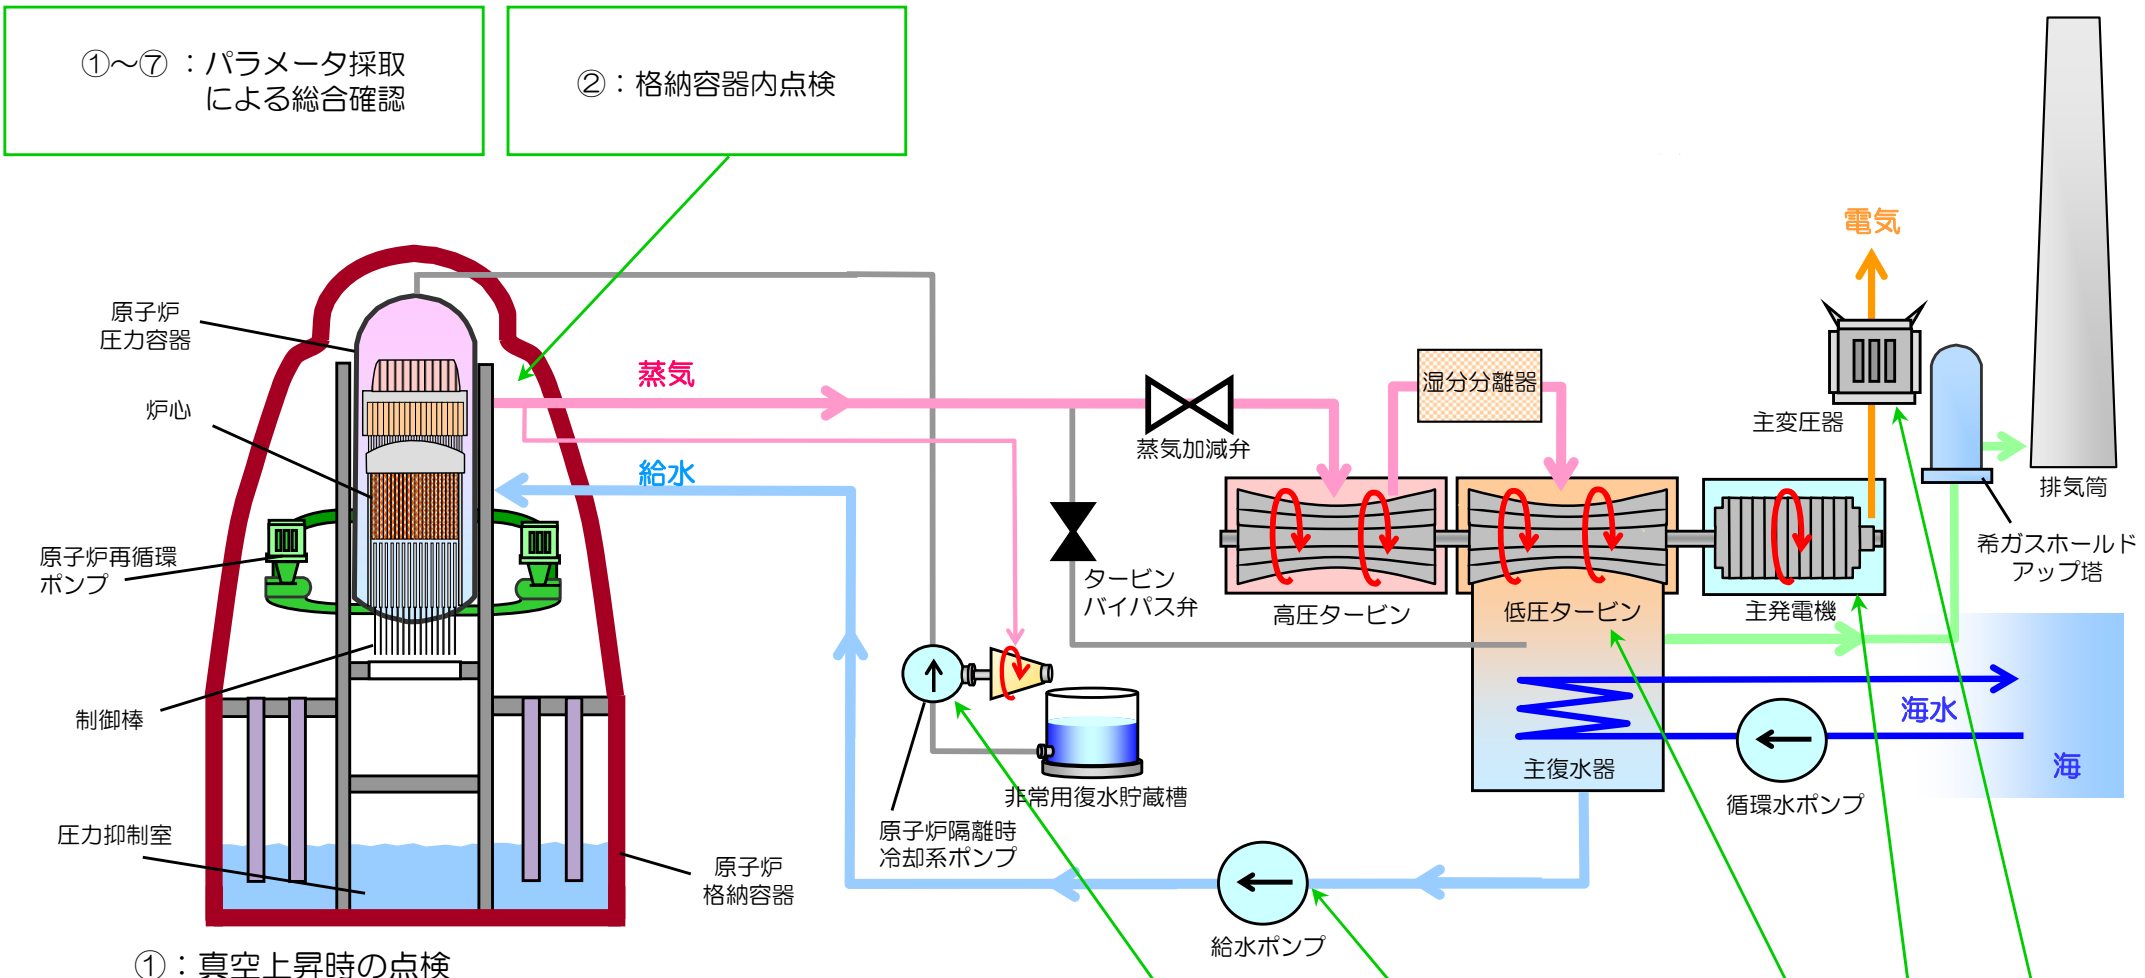 ①～⑦：パラメータ採取
による総合確認
②：格納容器内点検
電気
原子炉
圧力容器
蒸気
湿分分離器
炉心
主変圧器
蒸気加減弁
給水
排気筒
原子炉再循環
ポンプ
希ガスホールド
アップ塔
タービン
バイパス弁
高圧タービン
低圧タービン
主発電機
制御棒
海水
海
主復水器
非常用復水貯蔵槽
循環水ポンプ
圧力抑制室
原子炉隔離時
冷却系ポンプ
原子炉
格納容器
給水ポンプ
①：真空上昇時の点検